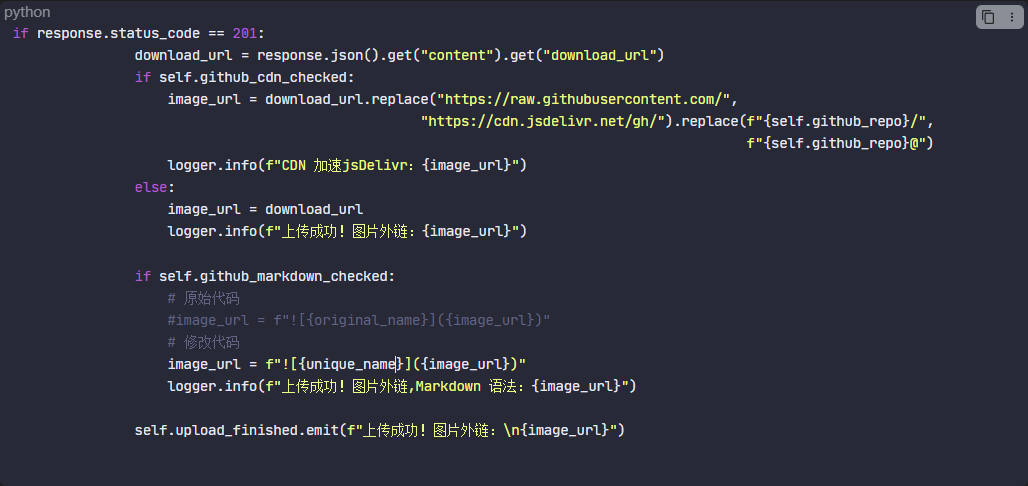 python
if response.status_code == 201:
download_url = response.json().get("content").get("download_url")
if self.github_cdn_checked:
image_url = download_url.replace("https://raw.githubusercontent.com/",
"https://cdn.jsdelivr.net/gh/").replace(f"{self.github_repo}/",
f"{self.github_repo}@")
logger.info(f"CDN 加速jsDelivr：{image_url}")
else:
image_url = download_url
logger.info(f"上传成功！图片外链：{image_url}")
if self.github_markdown_checked:
# 原始代码
#image_url = f"![{original_name}]({image_url})"
# 修改代码
image_url = f"![{unique_name}]({image_url})"
logger.info(f"上传成功！图片外链,Markdown 语法：{image_url}")
self.upload_finished.emit(f"上传成功！图片外链：\n{image_url}")